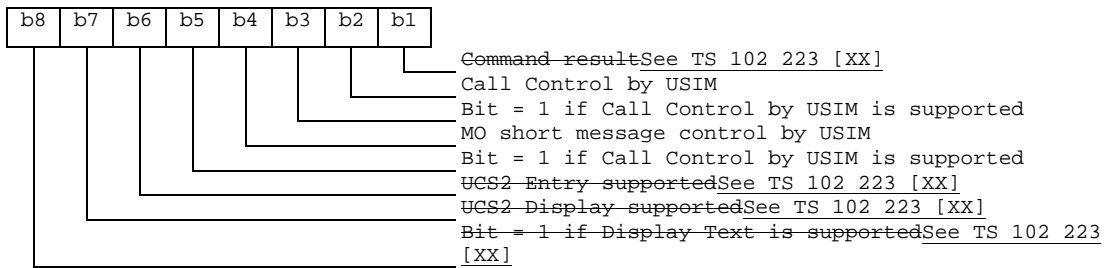 b8 b7 b6 b5 b4 b3 b2 b1
Command resultSee TS 102 223 [XX]
Call Control by USIM
Bit = 1 if Call Control by USIM is supported
MO short message control by USIM
Bit = 1 if Call Control by USIM is supported
UCS2 Entry supportedSee TS 102 223 [XX]
UCS2 Display supportedSee TS 102 223 [XX]
Bit = 1 if Display Text is supportedSee TS 102 223
[XX]